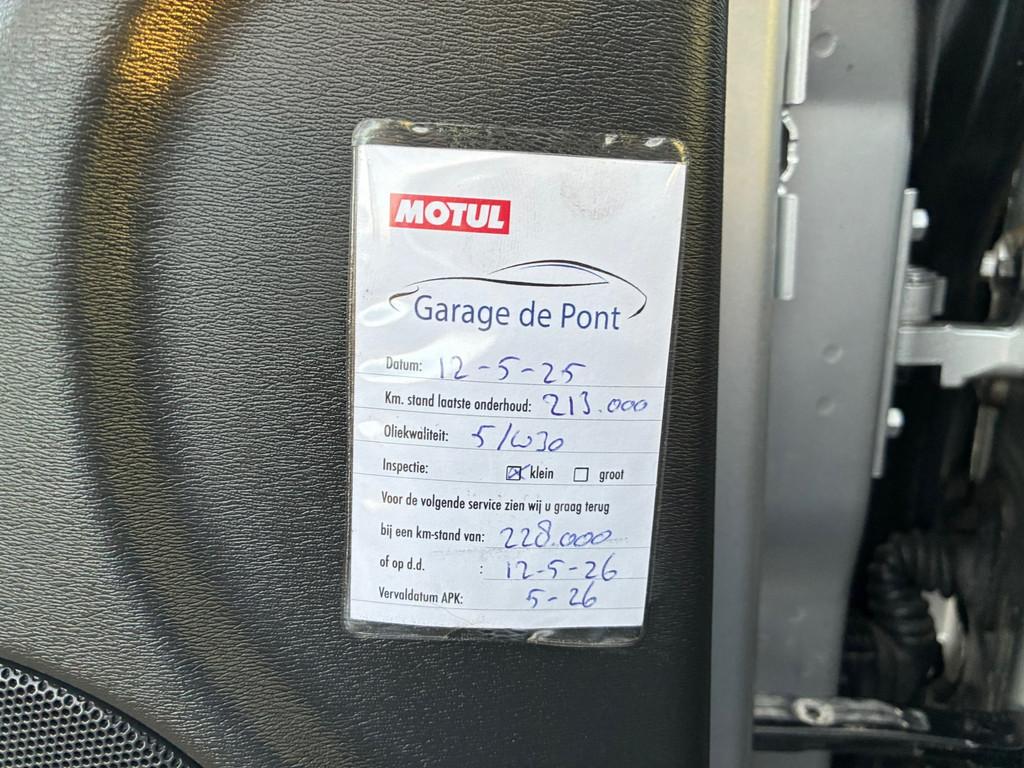 MOTUL
Garage de Pont
Datum: 12-5-25
Km. stand laatste onderhoud: 213.000
Oliekwaliteit: 5/W30
Inspectie: ☒ klein ☐ groot
Voor de volgende service zien wij u graag terug
bij een km-stand van: 228.000
of op d.d. : 12-5-26
Vervaldatum APK: 5-26